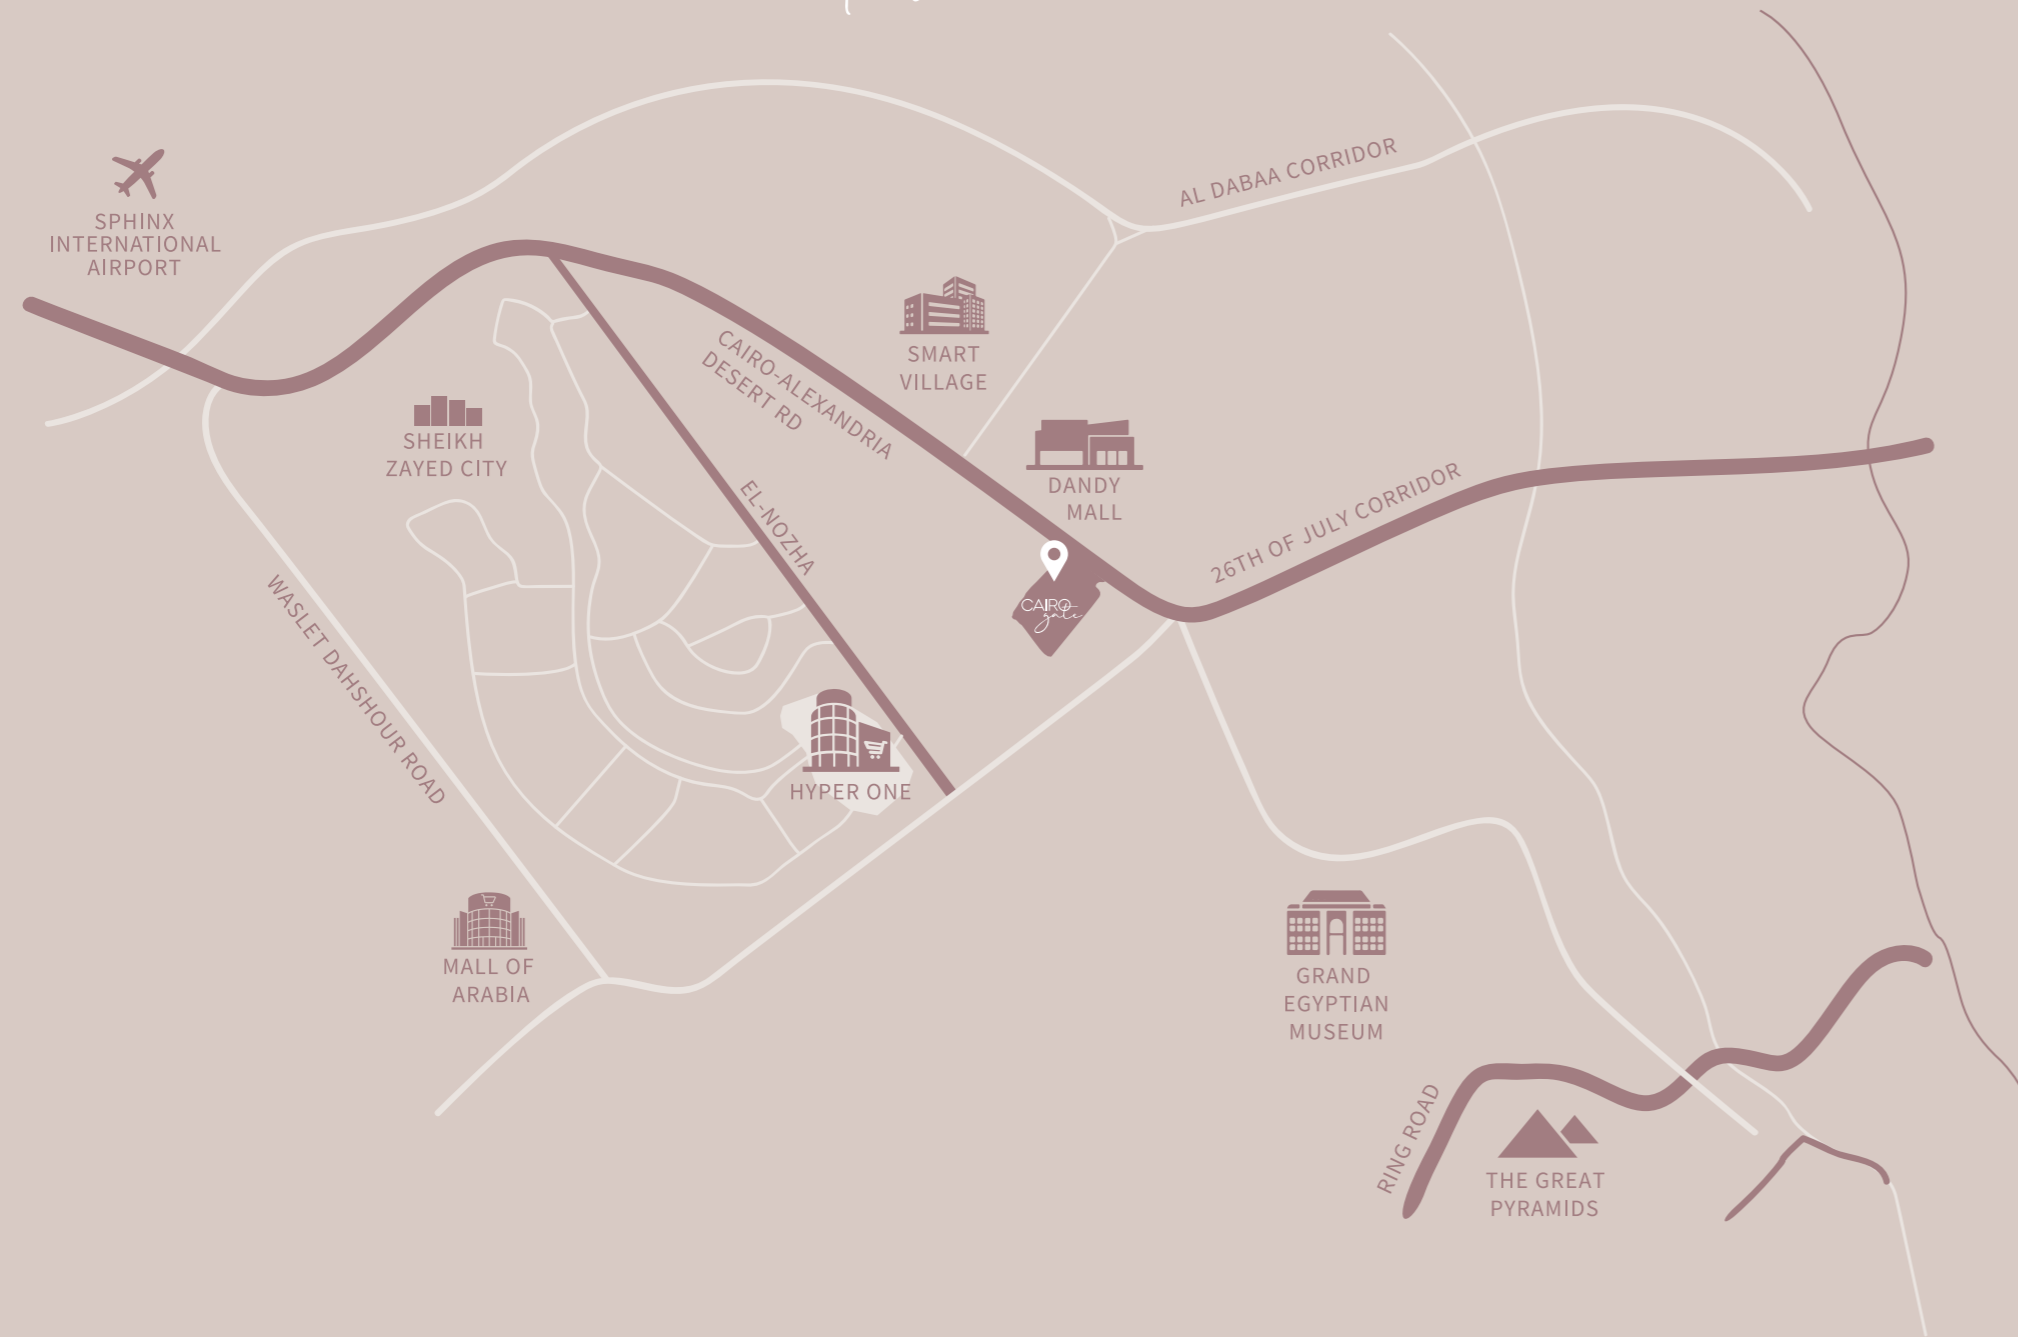 AL DABAA CORRIDOR
SPHINX
INTERNATIONAL
AIRPORT
CAIRO-ALEXANDRIA
DESERT RD
SMART
VILLAGE
SHEIKH
ZAYED CITY
DANDY
MALL
EL-NOZHA
26TH OF JULY CORRIDOR
CAIRO
gate
WASLET DAHSHOUR ROAD
HYPER ONE
MALL OF
ARABIA
GRAND
EGYPTIAN
MUSEUM
RING ROAD
THE GREAT
PYRAMIDS